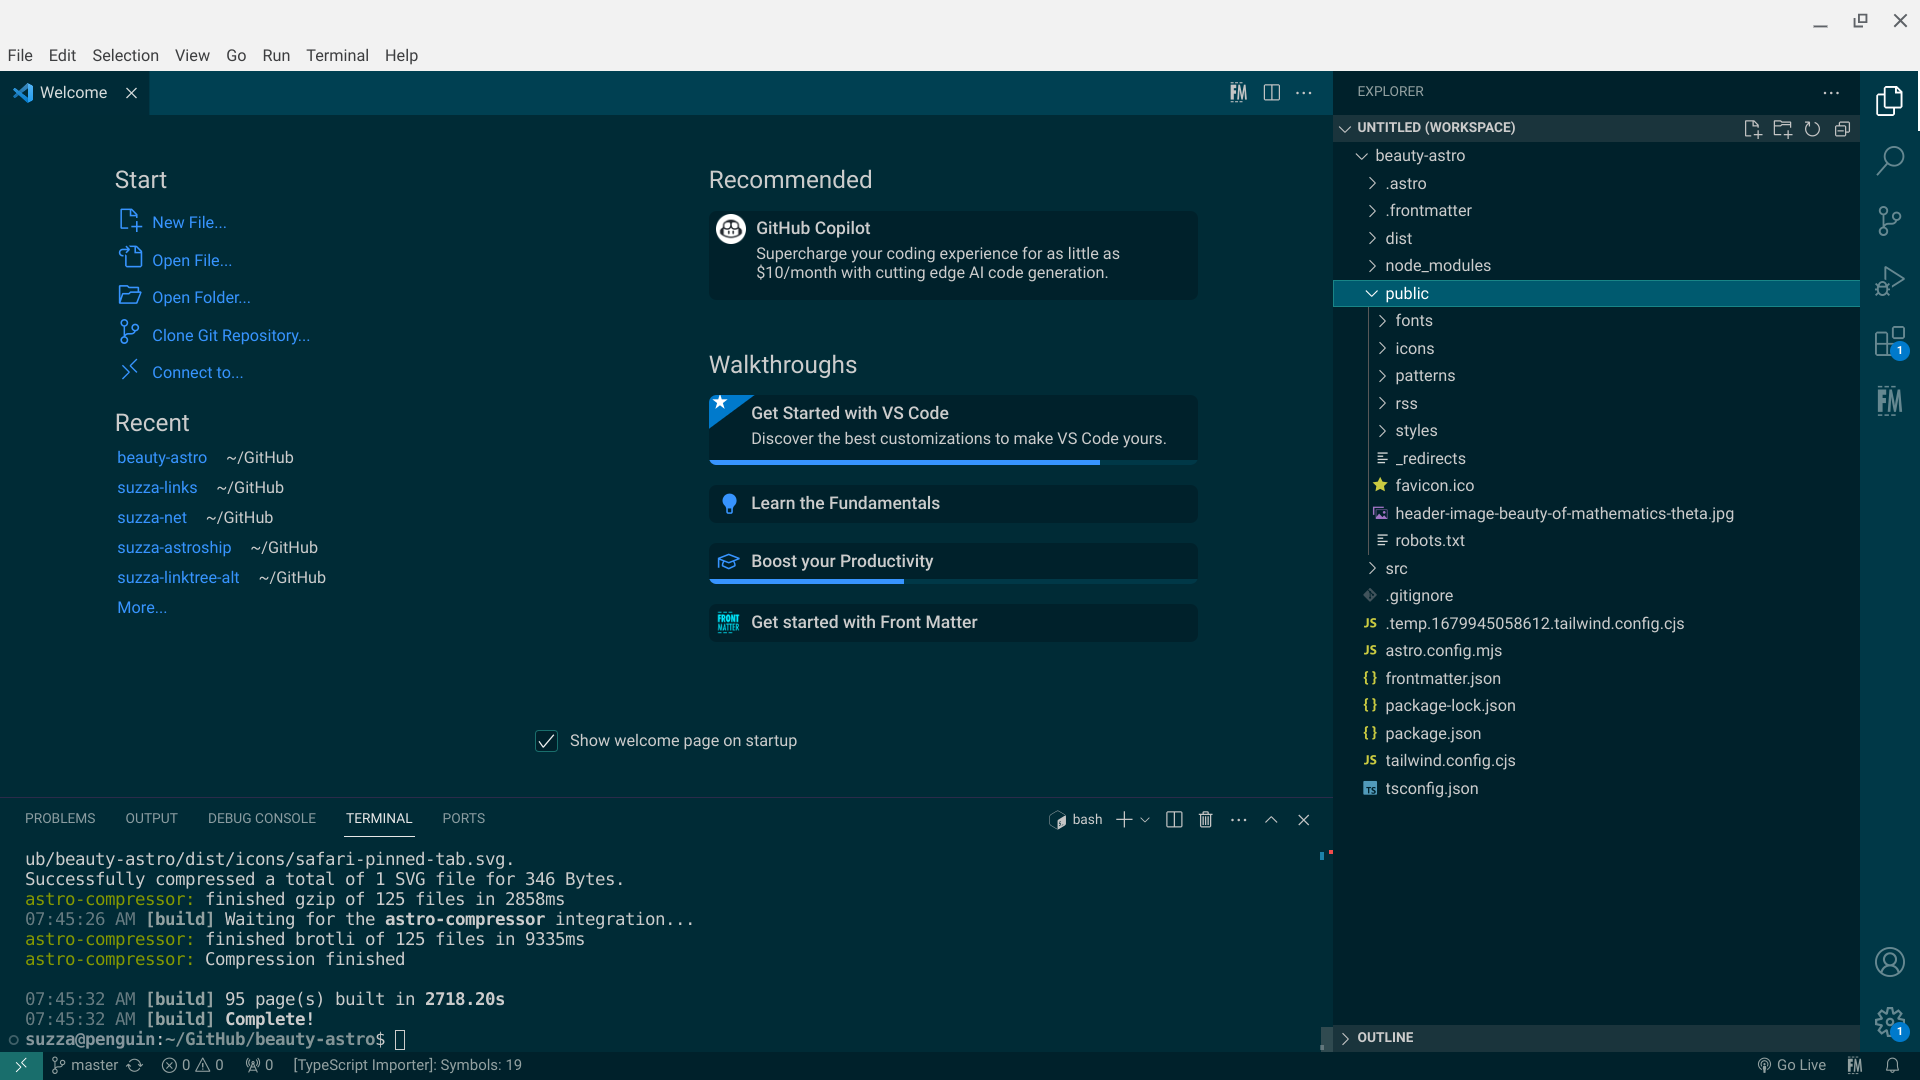 File Edit Selection View Go Run Terminal Help
Welcome
FM
EXPLORER
UNTITLED (WORKSPACE)
Start
New File...
Open File...
Open Folder...
Clone Git Repository...
Connect to...
Recent
beauty-astro ~/GitHub
suzza-links ~/GitHub
suzza-net ~/GitHub
suzza-astroship ~/GitHub
suzza-linktree-alt ~/GitHub
More...
Recommended
GitHub Copilot
Supercharge your coding experience for as little as
$10/month with cutting edge AI code generation.
Walkthroughs
Get Started with VS Code
Discover the best customizations to make VS Code yours.
Learn the Fundamentals
Boost your Productivity
FRONT
MATTER
Get started with Front Matter
Show welcome page on startup
beauty-astro
.astro
.frontmatter
dist
node_modules
public
fonts
icons
patterns
rss
styles
_redirects
favicon.ico
header-image-beauty-of-mathematics-theta.jpg
robots.txt
src
.gitignore
JS .temp.1679945058612.tailwind.config.cjs
JS astro.config.mjs
{} frontmatter.json
{} package-lock.json
{} package.json
JS tailwind.config.cjs
TS tsconfig.json
OUTLINE
1
FM
1
PROBLEMS OUTPUT DEBUG CONSOLE TERMINAL PORTS
bash
ub/beauty-astro/dist/icons/safari-pinned-tab.svg.
Successfully compressed a total of 1 SVG file for 346 Bytes.
astro-compressor: finished gzip of 125 files in 2858ms
07:45:26 AM [build] Waiting for the astro-compressor integration...
astro-compressor: finished brotli of 125 files in 9335ms
astro-compressor: Compression finished
07:45:32 AM [build] 95 page(s) built in 2718.20s
07:45:32 AM [build] Complete!
suzza@penguin:~/GitHub/beauty-astro$
master 0 0 0 [TypeScript Importer]: Symbols: 19
Go Live FM